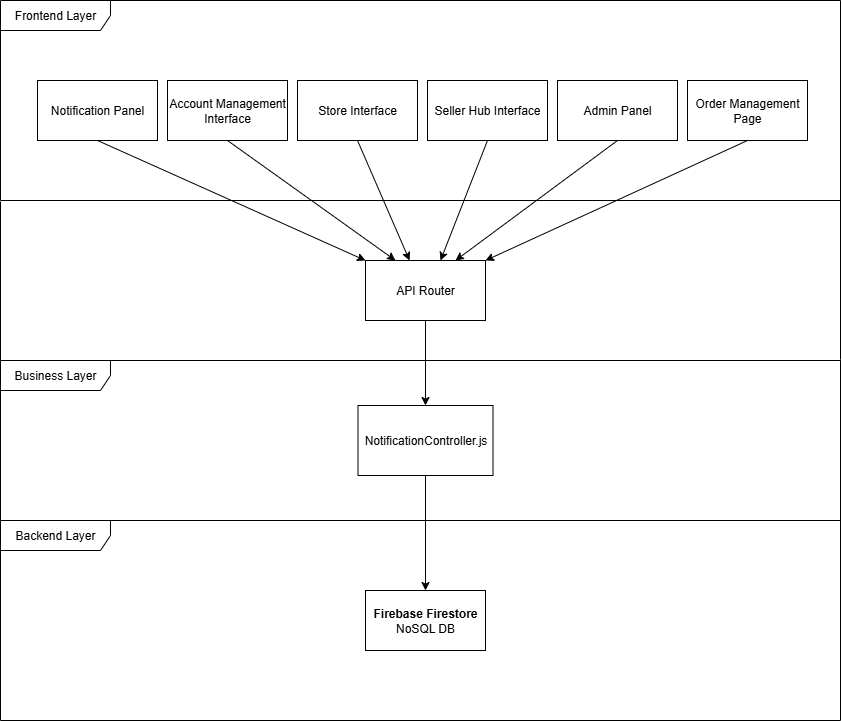 Frontend Layer
Notification Panel
Account Management
Interface
Store Interface
Seller Hub Interface
Admin Panel
Order Management
Page
API Router
Business Layer
NotificationController.js
Backend Layer
Firebase Firestore
NoSQL DB